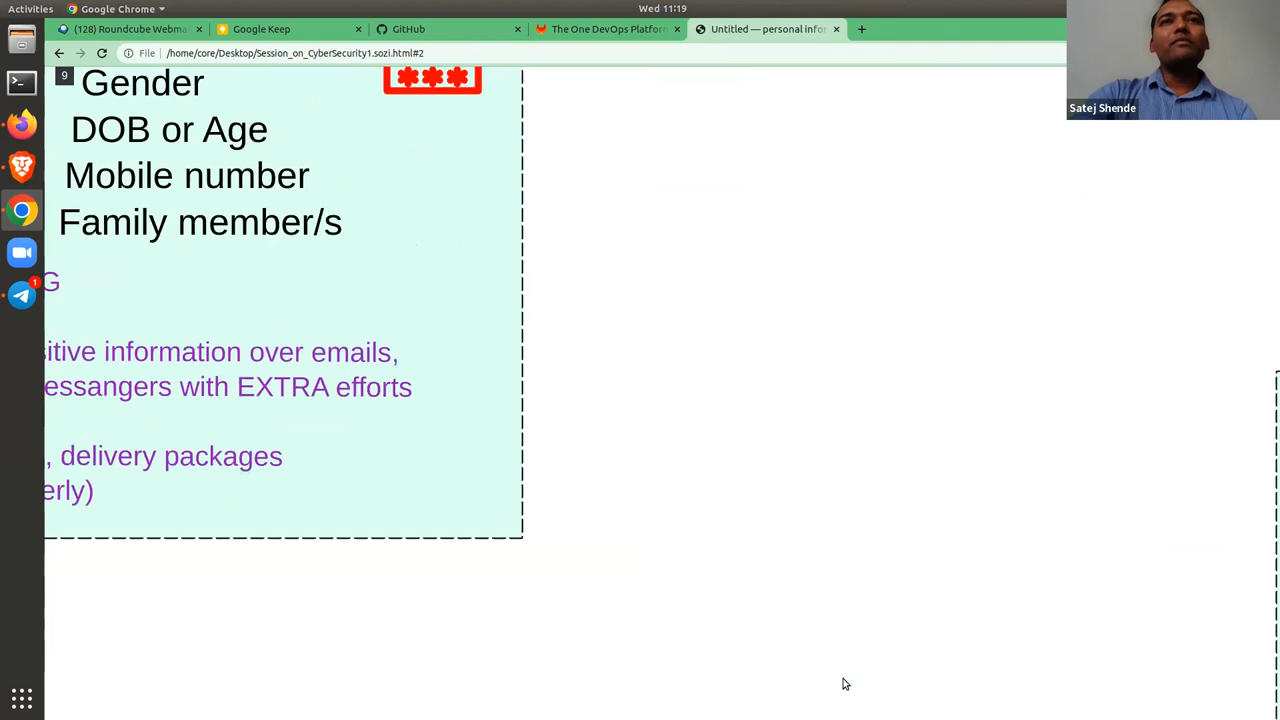 Activities
Google Chrome
Wed 11:19
(128) Roundcube Webma
Google Keep
GitHub
The One DevOps Platfor
Untitled — personal infor
File
/home/core/Desktop/Session_on_CyberSecurity1.sozi.html#2
Satej Shende
9
Gender
***
DOB or Age
Mobile number
Family member/s
G
sitive information over emails,
essangers with EXTRA efforts
, delivery packages
erly)
1